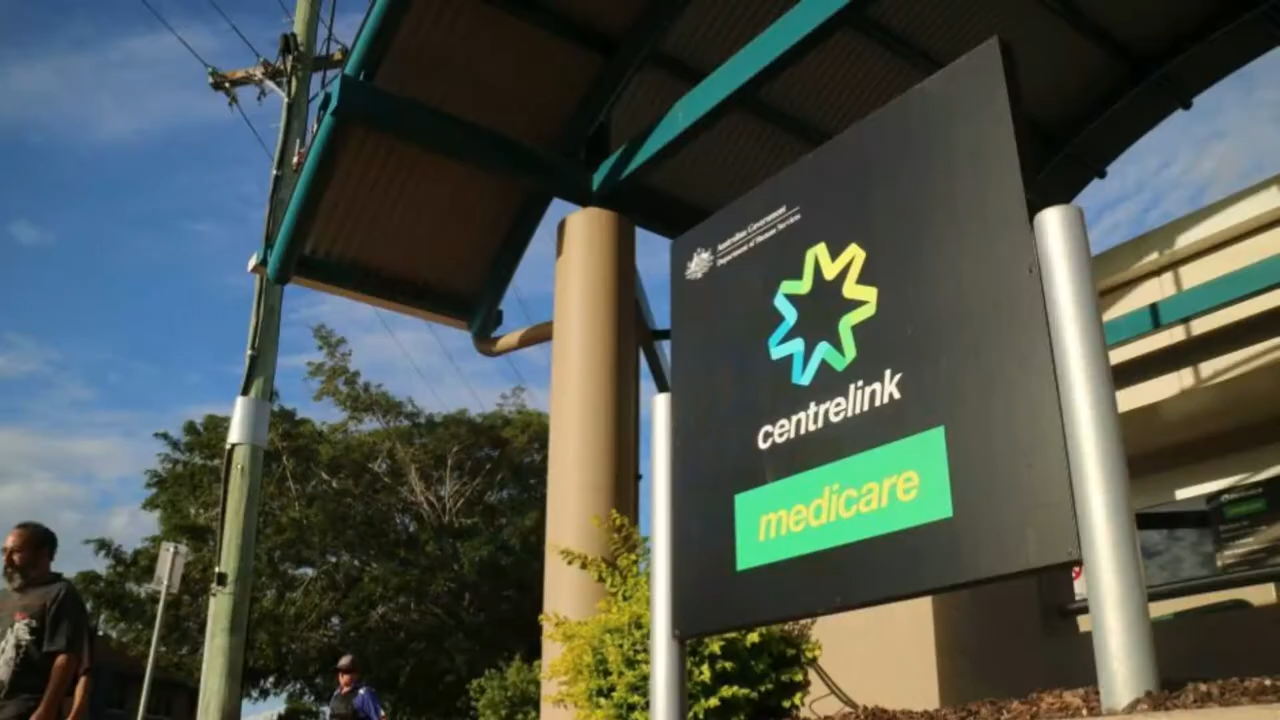 Australian Government
Department of Human Services
centrelink
medicare